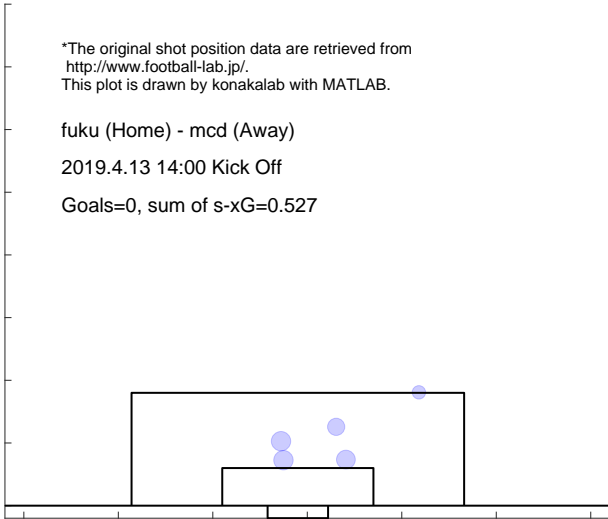 *The original shot position data are retrieved from
http://www.football-lab.jp/.
This plot is drawn by konakalab with MATLAB.
fuku (Home) - mcd (Away)
2019.4.13 14:00 Kick Off
Goals=0, sum of s-xG=0.527